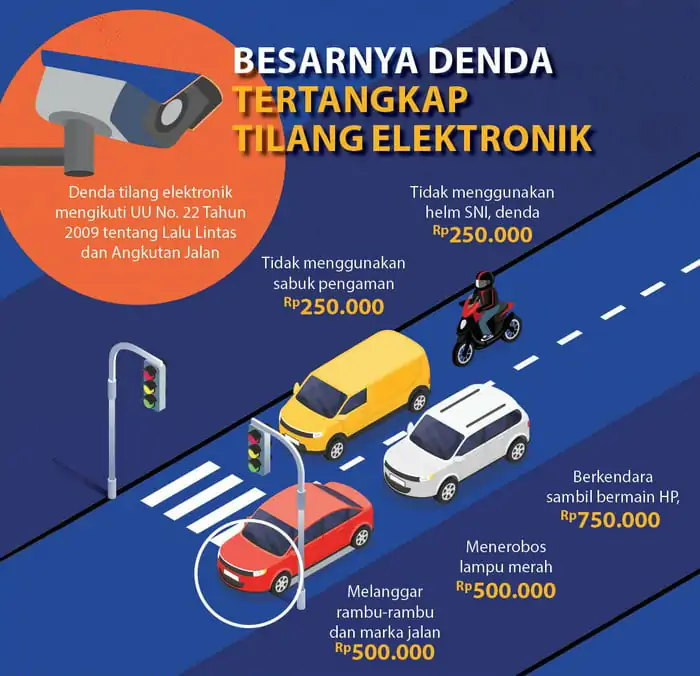 BESARNYA DENDA
TERTANGKAP
TILANG ELEKTRONIK
Denda tilang elektronik
mengikuti UU No. 22 Tahun
2009 tentang Lalu Lintas
dan Angkutan Jalan
Tidak menggunakan
helm SNI, denda
Rp250.000
Tidak menggunakan
sabuk pengaman
Rp250.000
Berkendara
sambil bermain HP,
Rp750.000
Menerobos
lampu merah
Rp500.000
Melanggar
rambu-rambu
dan marka jalan
Rp500.000